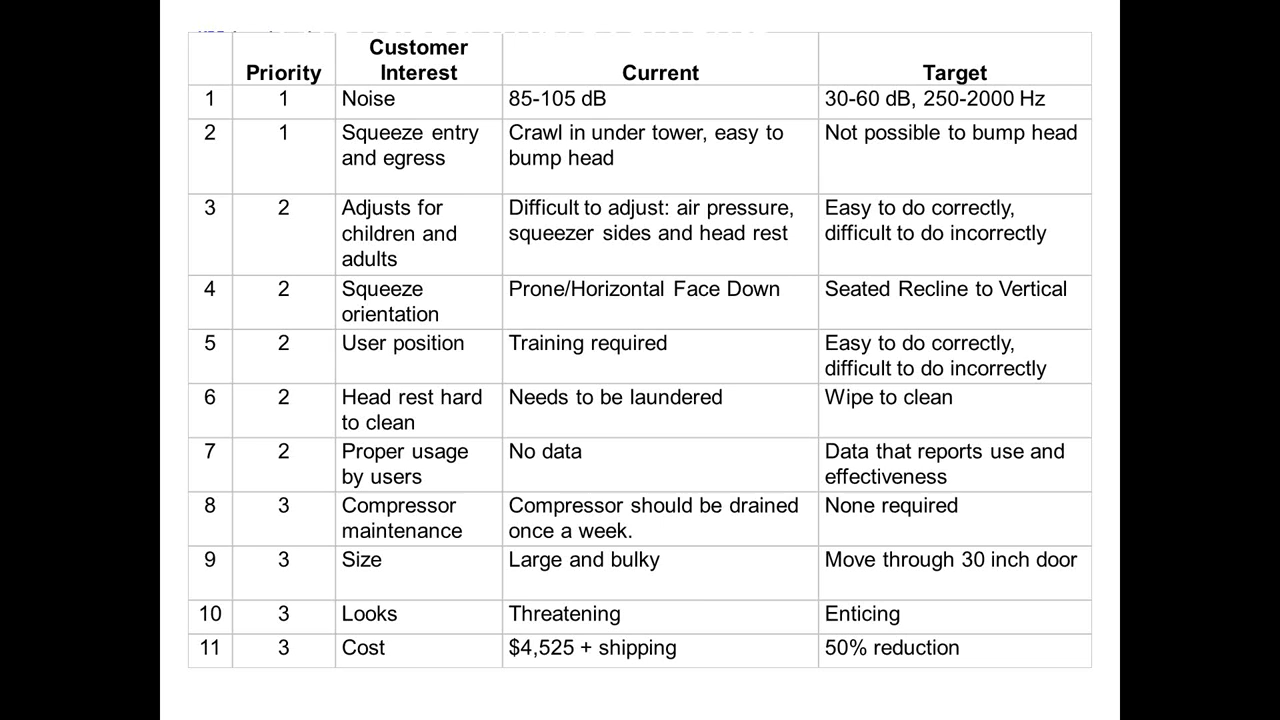 Customer
Priority Interest Current Target
1 1 Noise 85-105 dB 30-60 dB, 250-2000 Hz
2 1 Squeeze entry Crawl in under tower, easy to Not possible to bump head
and egress bump head
3 2 Adjusts for Difficult to adjust: air pressure, Easy to do correctly,
children and squeezer sides and head rest difficult to do incorrectly
adults
4 2 Squeeze Prone/Horizontal Face Down Seated Recline to Vertical
orientation
5 2 User position Training required Easy to do correctly,
difficult to do incorrectly
6 2 Head rest hard Needs to be laundered Wipe to clean
to clean
7 2 Proper usage No data Data that reports use and
by users effectiveness
8 3 Compressor Compressor should be drained None required
maintenance once a week.
9 3 Size Large and bulky Move through 30 inch door
10 3 Looks Threatening Enticing
11 3 Cost $4,525 + shipping 50% reduction